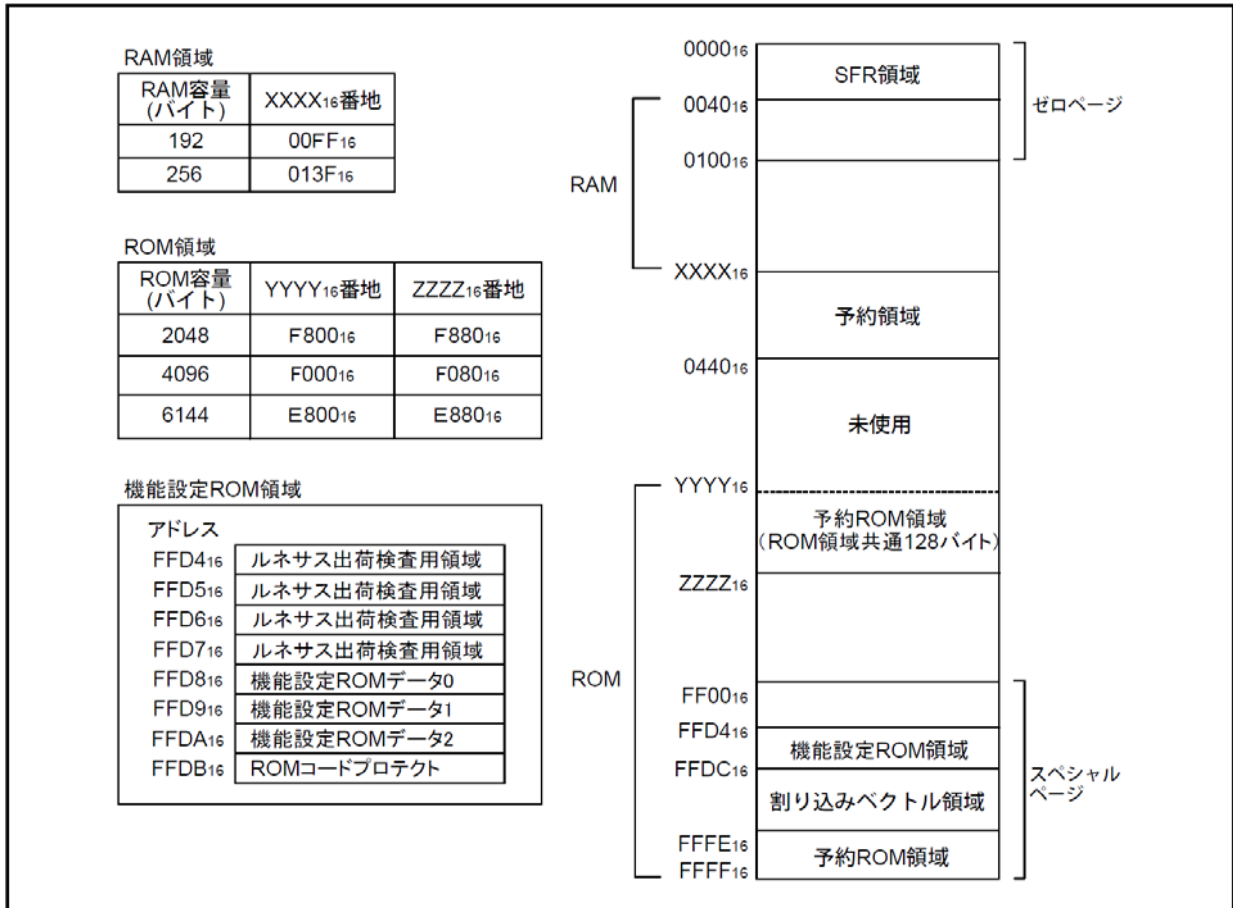 RAM領域
RAM容量
(バイト)
XXXX16番地
192
00FF16
256
013F16
ROM領域
ROM容量
(バイト)
YYYY16番地
ZZZZ16番地
2048
F80016
F88016
4096
F00016
F08016
6144
E80016
E88016
機能設定ROM領域
アドレス
FFD416
ルネサス出荷検査用領域
FFD516
ルネサス出荷検査用領域
FFD616
ルネサス出荷検査用領域
FFD716
ルネサス出荷検査用領域
FFD816
機能設定ROMデータ0
FFD916
機能設定ROMデータ1
FFDA16
機能設定ROMデータ2
FFDB16
ROMコードプロテクト
000016
SFR領域
004016
ゼロページ
010016
RAM
XXXX16
予約領域
044016
未使用
YYYY16
予約ROM領域
(ROM領域共通128バイト)
ZZZZ16
ROM
FF0016
FFD416
機能設定ROM領域
FFDC16
スペシャル
ページ
割り込みベクトル領域
FFFE16
予約ROM領域
FFFF16